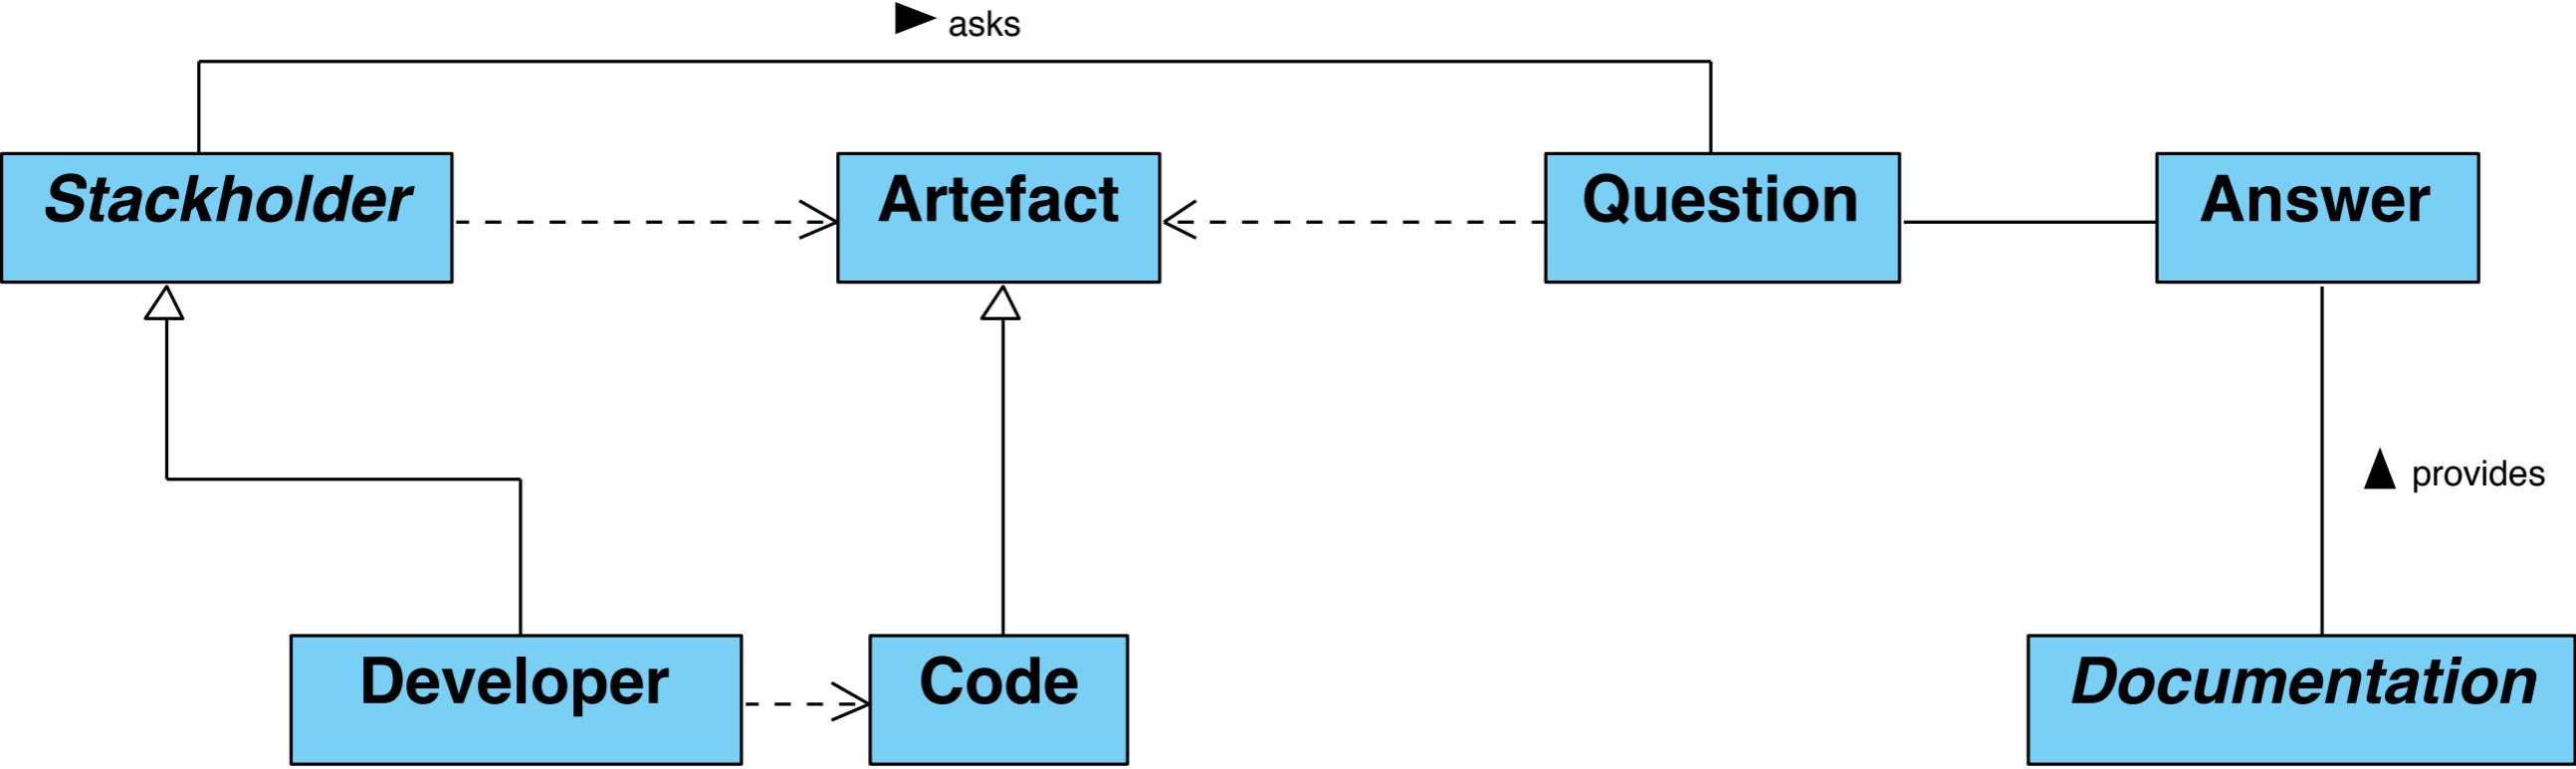 asks
Stackholder
Artefact
Question
Answer
provides
Developer
Code
Documentation